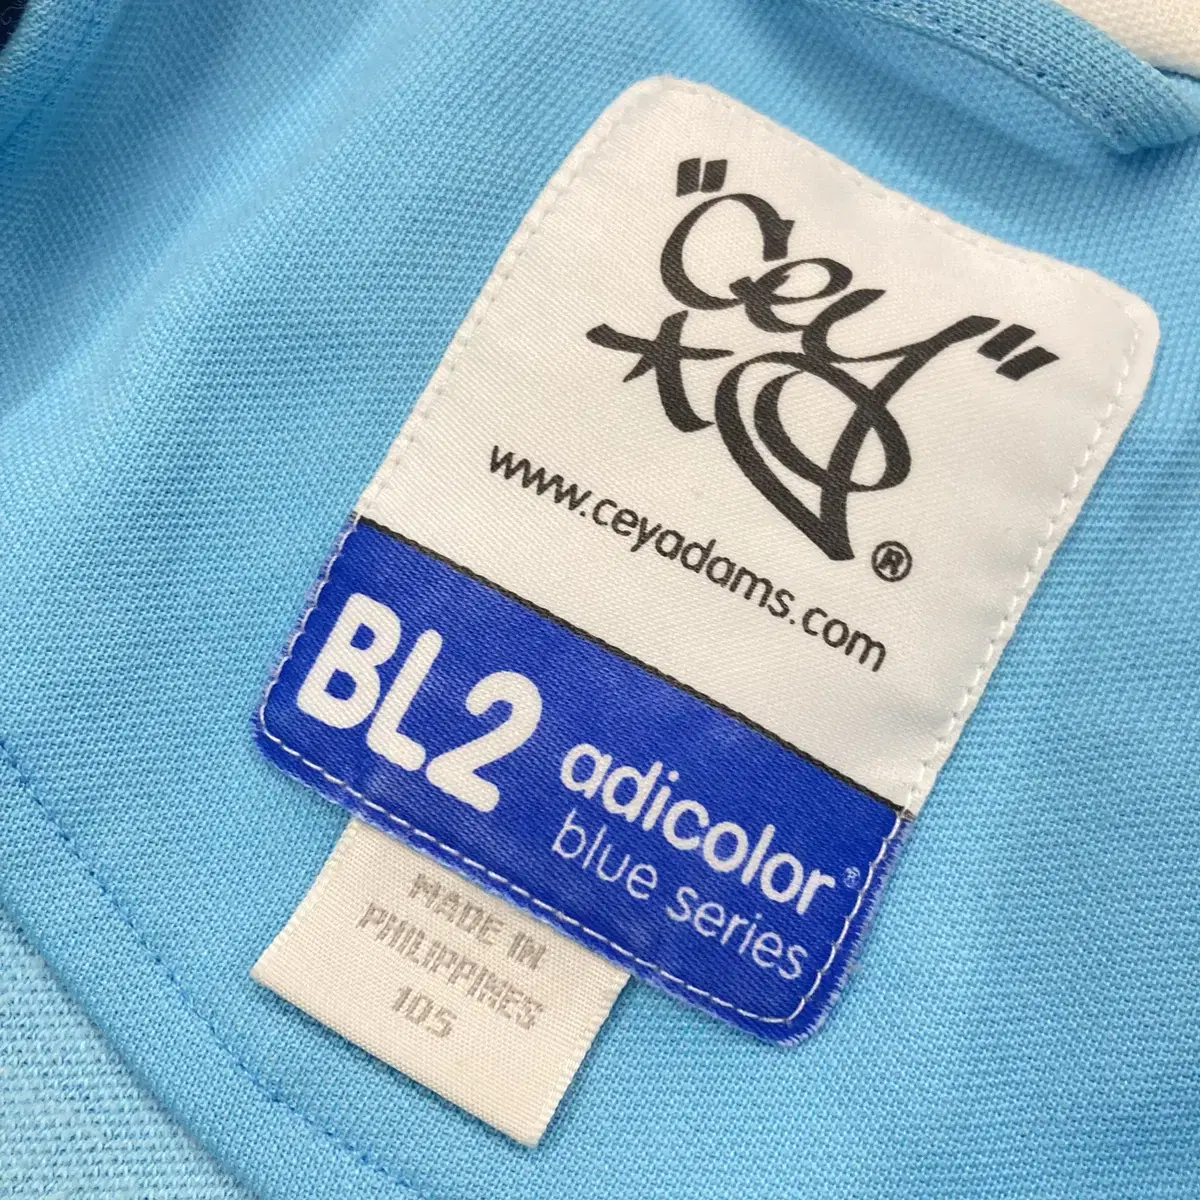 "Cey"
®
www.ceyadams.com
BL2
adicolor®
blue series
MADE IN
PHILIPPINES
105